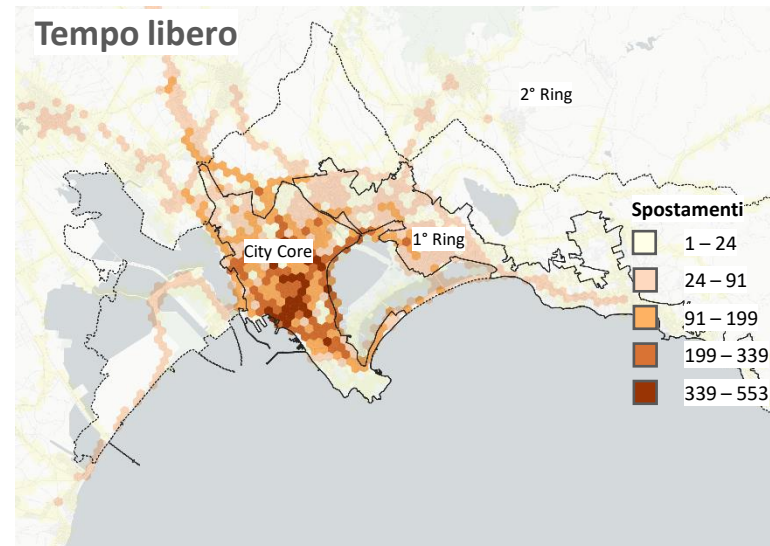 Tempo libero
2° Ring
Spostamenti
City Core
1° Ring
1 – 24
24 – 91
91 – 199
199 – 339
339 – 553